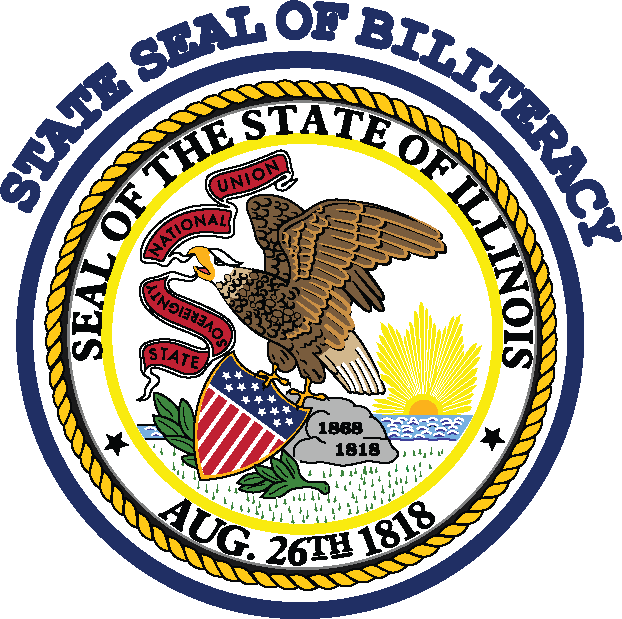 STATE SEAL OF BILITERACY
SEAL OF THE STATE OF ILLINOIS
UNION
NATIONAL
SOVEREIGNTY
STATE
1868
1818
AUG. 26TH 1818